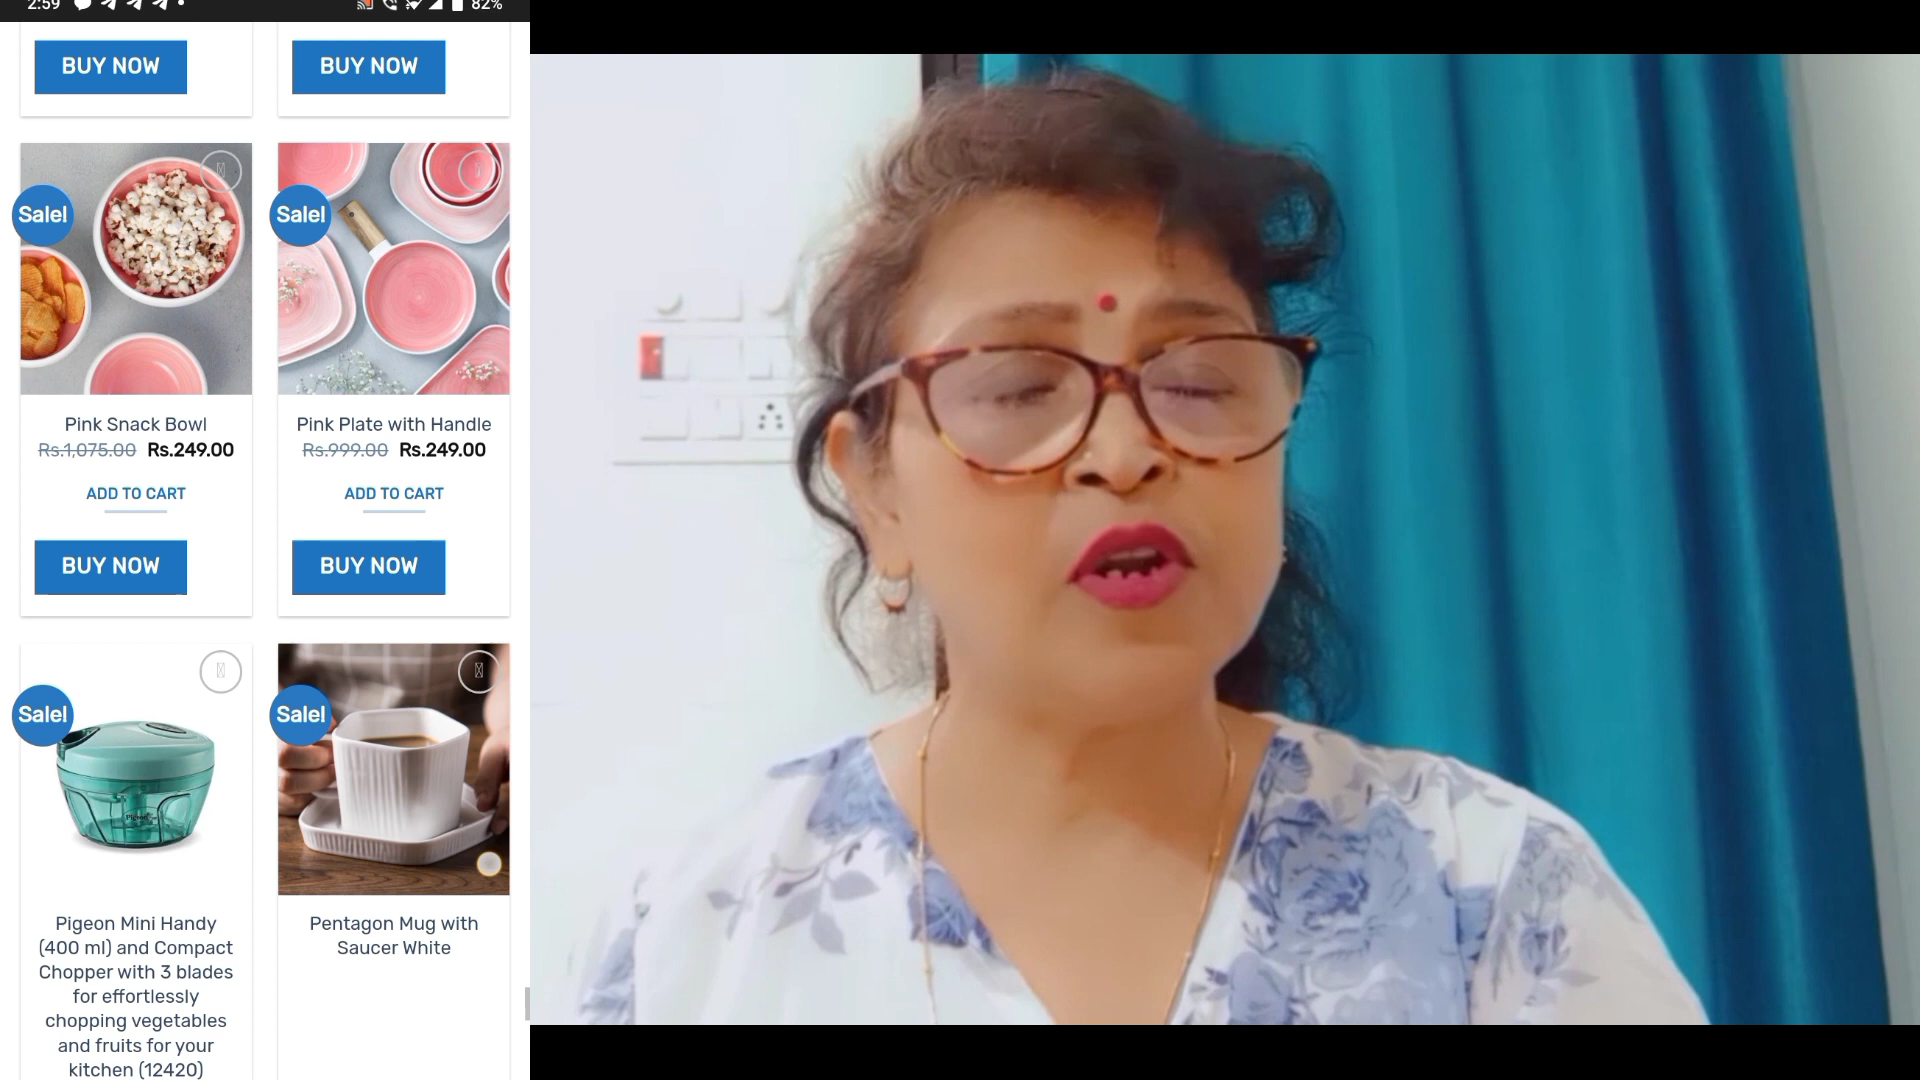 2:59
82%
BUY NOW
BUY NOW
Sale!
Sale!
Pink Snack Bowl
Rs.1,075.00 Rs.249.00
ADD TO CART
BUY NOW
Pink Plate with Handle
Rs.999.00 Rs.249.00
ADD TO CART
BUY NOW
Sale!
Sale!
Pigeon Mini Handy
(400 ml) and Compact
Chopper with 3 blades
for effortlessly
chopping vegetables
and fruits for your
kitchen (12420)
Pentagon Mug with
Saucer White